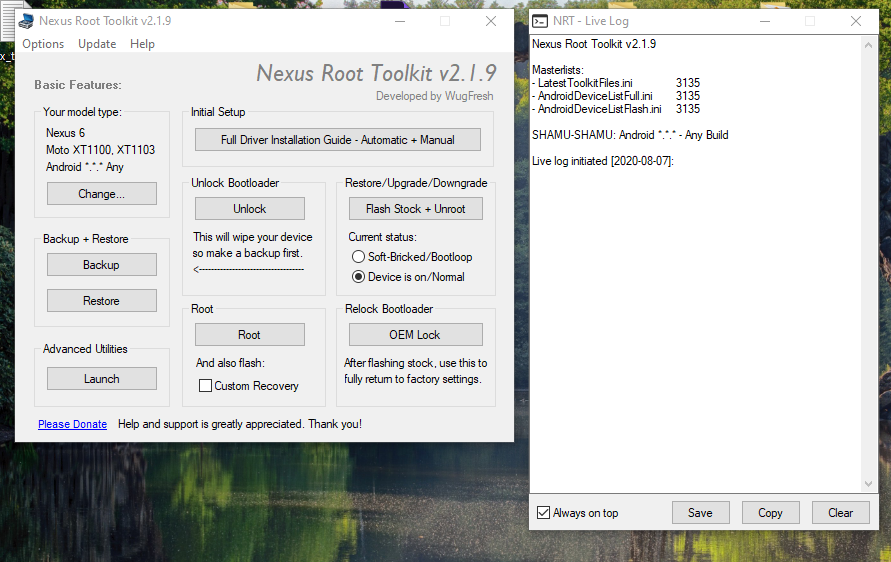 x_t
Nexus Root Toolkit v2.1.9
Options Update Help
Basic Features:
Nexus Root Toolkit v2.1.9
Developed by WugFresh
Your model type:
Nexus 6
Moto XT1100, XT1103
Android *.*.* Any
Change...
Initial Setup
Full Driver Installation Guide - Automatic + Manual
Unlock Bootloader
Unlock
This will wipe your device
so make a backup first.
<-----------------------------------
Restore/Upgrade/Downgrade
Flash Stock + Unroot
Current status:
Soft-Bricked/Bootloop
Device is on/Normal
Backup + Restore
Backup
Restore
Root
Root
And also flash:
Custom Recovery
Relock Bootloader
OEM Lock
After flashing stock, use this to
fully return to factory settings.
Advanced Utilities
Launch
Please Donate Help and support is greatly appreciated. Thank you!
NRT - Live Log
Nexus Root Toolkit v2.1.9
Masterlists:
- LatestToolkitFiles.ini 3135
- AndroidDeviceListFull.ini 3135
- AndroidDeviceListFlash.ini 3135
SHAMU-SHAMU: Android *.*.* - Any Build
Live log initiated [2020-08-07]:
Always on top
Save
Copy
Clear